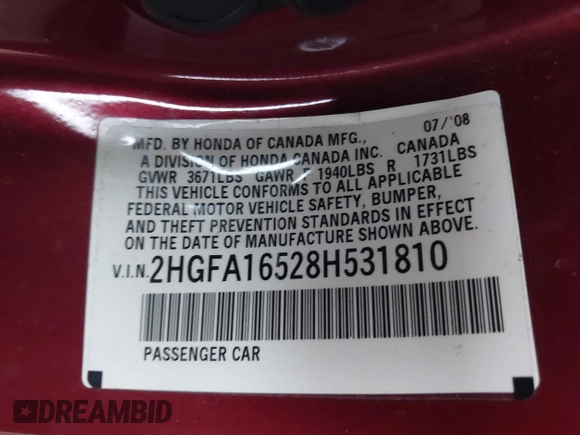 07/'08
MFD. BY HONDA OF CANADA MFG.,
A DIVISION OF HONDA CANADA INC. CANADA
GVWR 3671LBS GAWR F 1940LBS R 1731LBS
THIS VEHICLE CONFORMS TO ALL APPLICABLE
FEDERAL MOTOR VEHICLE SAFETY, BUMPER,
AND THEFT PREVENTION STANDARDS IN EFFECT
ON THE DATE OF MANUFACTURE SHOWN ABOVE.
V.I.N. 2HGFA16528H531810
PASSENGER CAR
DREAMBID